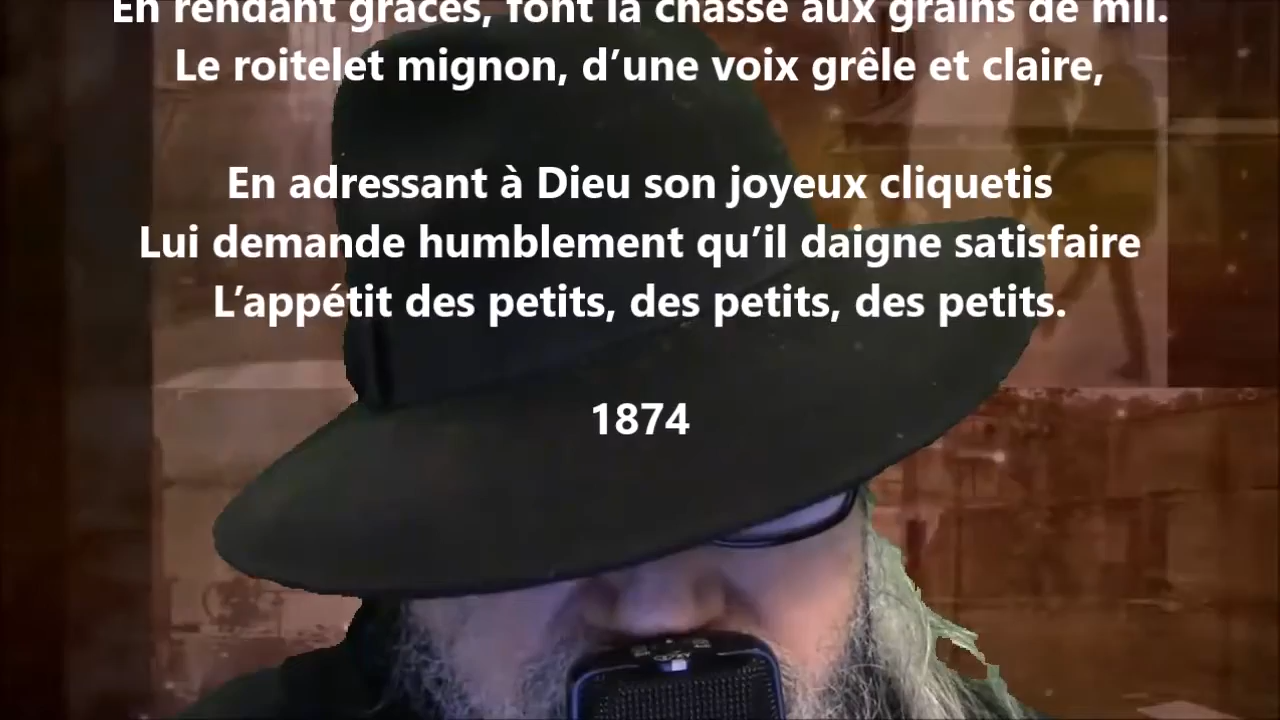 En rendant grâces, font la chasse aux grains de mil.
Le roitelet mignon, d’une voix grêle et claire,
En adressant à Dieu son joyeux cliquetis
Lui demande humblement qu’il daigne satisfaire
L’appétit des petits, des petits, des petits.
1874